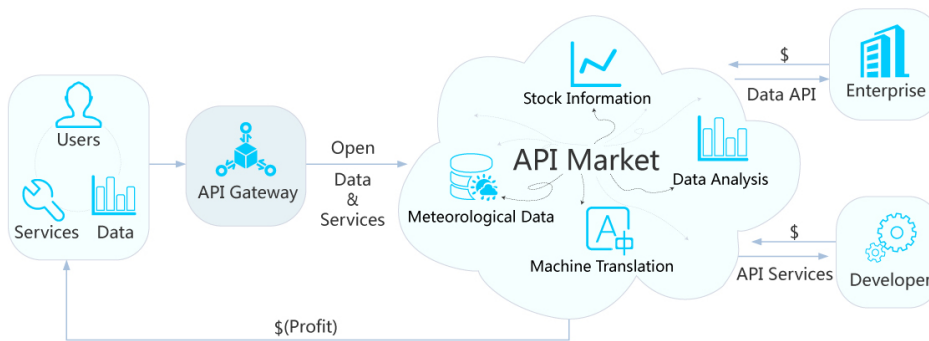 Users
Services
Data
API Gateway
Open
Data
&
Services
API Market
Stock Information
Data Analysis
Meteorological Data
A
Machine Translation
$
Data API
Enterprise
$
API Services
Developer
$(Profit)